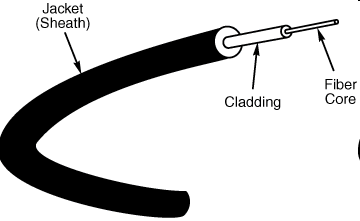 Jacket
(Sheath)
Cladding
Fiber
Core